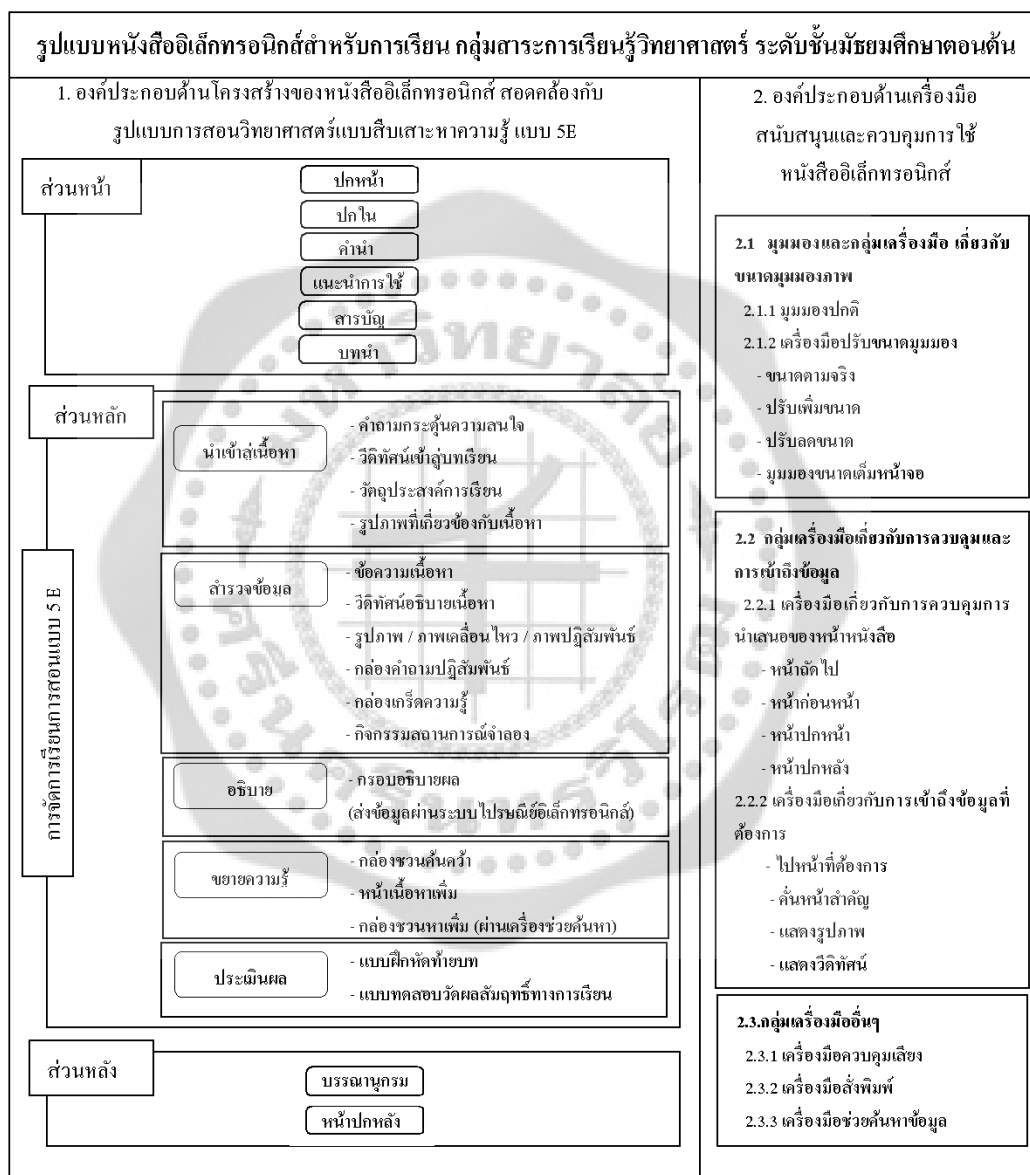 รูปแบบหนังสืออิเล็กทรอนิกส์สำหรับการเรียน กลุ่มสาระการเรียนรู้วิทยาศาสตร์ ระดับชั้นมัธยมศึกษาตอนต้น
1. องค์ประกอบด้านโครงสร้างของหนังสืออิเล็กทรอนิกส์ สอดคล้องกับ
รูปแบบการสอนวิทยาศาสตร์แบบสืบเสาะหาความรู้ แบบ 5E
ส่วนหน้า
ปกหน้า
ปกใน
คำนำ
แนะนำการใช้
สารบัญ
บทนำ
ส่วนหลัก
การจัดการเรียนการสอนแบบ 5E
นำเข้าสู่เนื้อหา
- คำถามกระตุ้นความสนใจ
- วีดิทัศน์เข้าสู่บทเรียน
- วัตถุประสงค์การเรียน
- รูปภาพที่เกี่ยวข้องกับเนื้อหา
สำรวจข้อมูล
- ข้อความเนื้อหา
- วีดิทัศน์อธิบายเนื้อหา
- รูปภาพ / ภาพเคลื่อนไหว / ภาพปฏิสัมพันธ์
- กล่องคำถามปฏิสัมพันธ์
- กล่องเกร็ดความรู้
- กิจกรรมสถานการณ์จำลอง
อธิบาย
- กรอบอธิบายผล
(ส่งข้อมูลผ่านระบบไปรษณีย์อิเล็กทรอนิกส์)
ขยายความรู้
- กล่องชวนค้นคว้า
- หน้าเนื้อหาเพิ่ม
- กล่องชวนหาเพิ่ม (ผ่านเครื่องช่วยค้นหา)
ประเมินผล
- แบบฝึกหัดท้ายบท
- แบบทดสอบวัดผลสัมฤทธิ์ทางการเรียน
ส่วนหลัง
บรรณานุกรม
หน้าปกหลัง
2. องค์ประกอบด้านเครื่องมือ
สนับสนุนและควบคุมการใช้
หนังสืออิเล็กทรอนิกส์
2.1 มุมมองและกลุ่มเครื่องมือ เกี่ยวกับ
ขนาดมุมมองภาพ
2.1.1 มุมมองปกติ
2.1.2 เครื่องมือปรับขนาดมุมมอง
- ขนาดตามจริง
- ปรับเพิ่มขนาด
- ปรับลดขนาด
- มุมมองขนาดเต็มหน้าจอ
2.2 กลุ่มเครื่องมือเกี่ยวกับการควบคุมและ
การเข้าถึงข้อมูล
2.2.1 เครื่องมือเกี่ยวกับการควบคุมการ
นำเสนอของหน้าหนังสือ
- หน้าถัดไป
- หน้าก่อนหน้า
- หน้าปกหน้า
- หน้าปกหลัง
2.2.2 เครื่องมือเกี่ยวกับการเข้าถึงข้อมูลที่
ต้องการ
- ไปหน้าที่ต้องการ
- คั่นหน้าสำคัญ
- แสดงรูปภาพ
- แสดงวีดิทัศน์
2.3.กลุ่มเครื่องมืออื่นๆ
2.3.1 เครื่องมือควบคุมเสียง
2.3.2 เครื่องมือสั่งพิมพ์
2.3.3 เครื่องมือช่วยค้นหาข้อมูล
มหาวิทยาลัย
ศรีนครินทรวิโรฒ